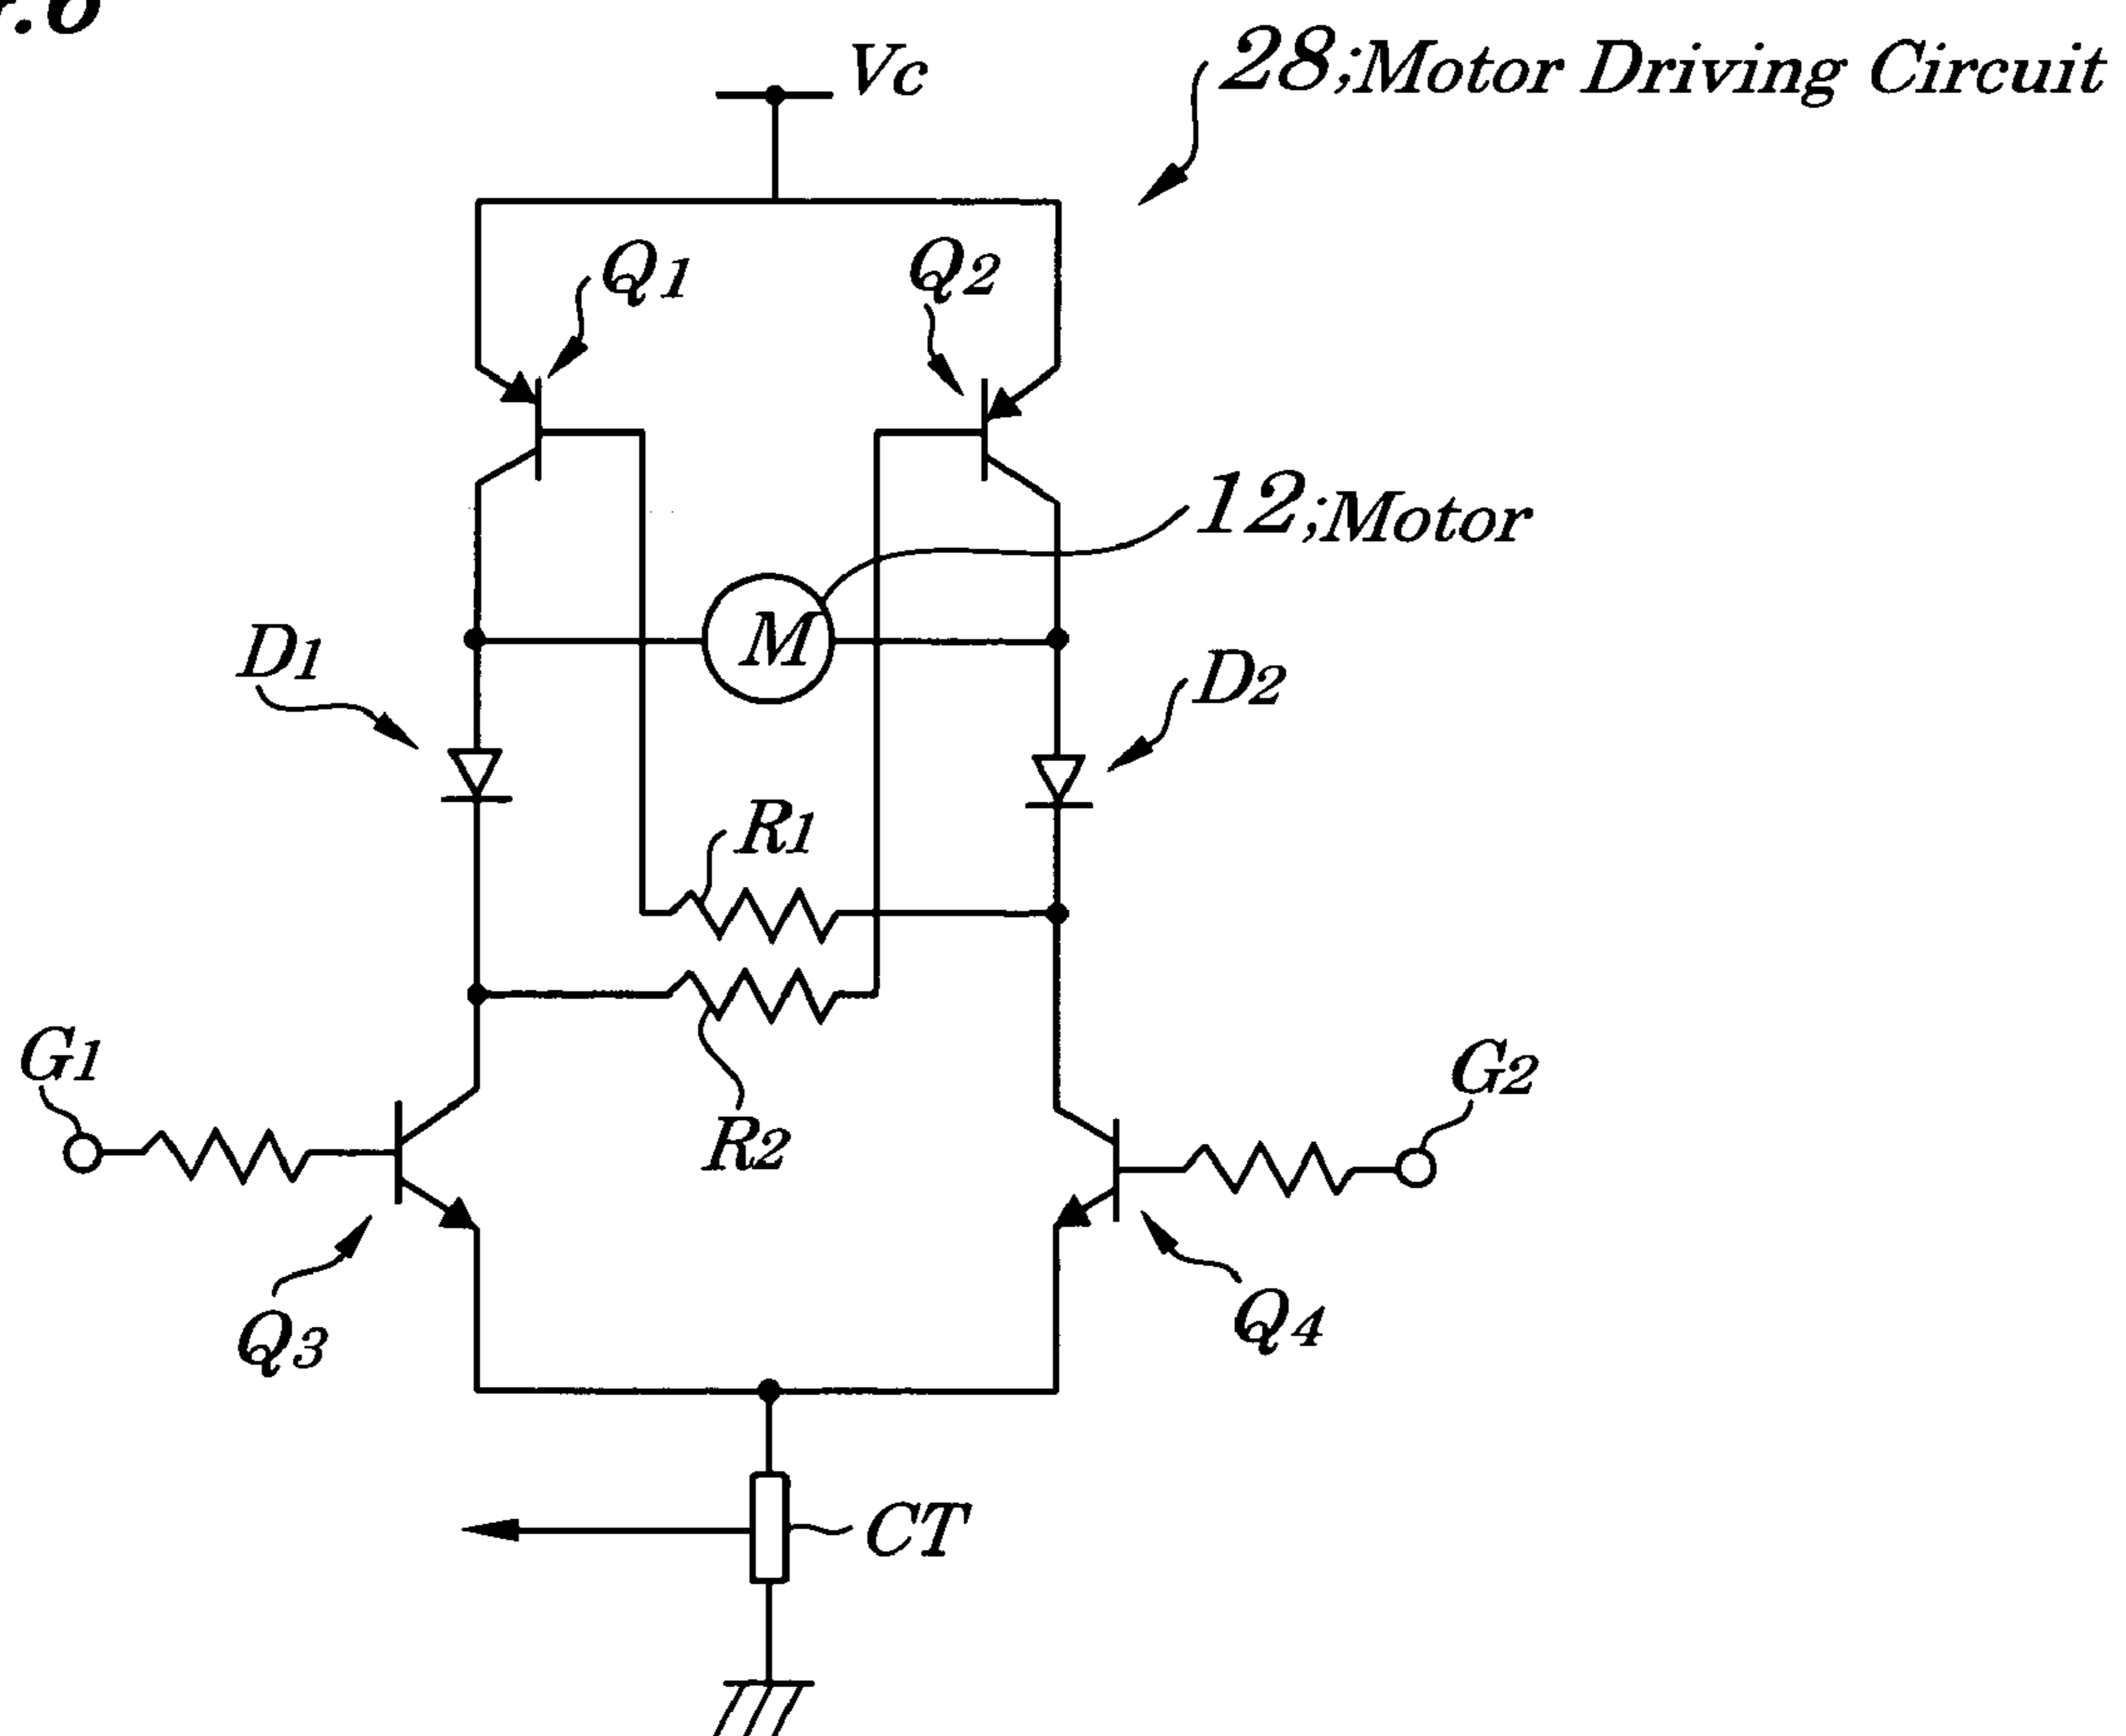 Vc
28;Motor Driving Circuit
Q1
Q2
12;Motor
M
D1
D2
R1
R2
G1
G2
Q3
Q4
CT